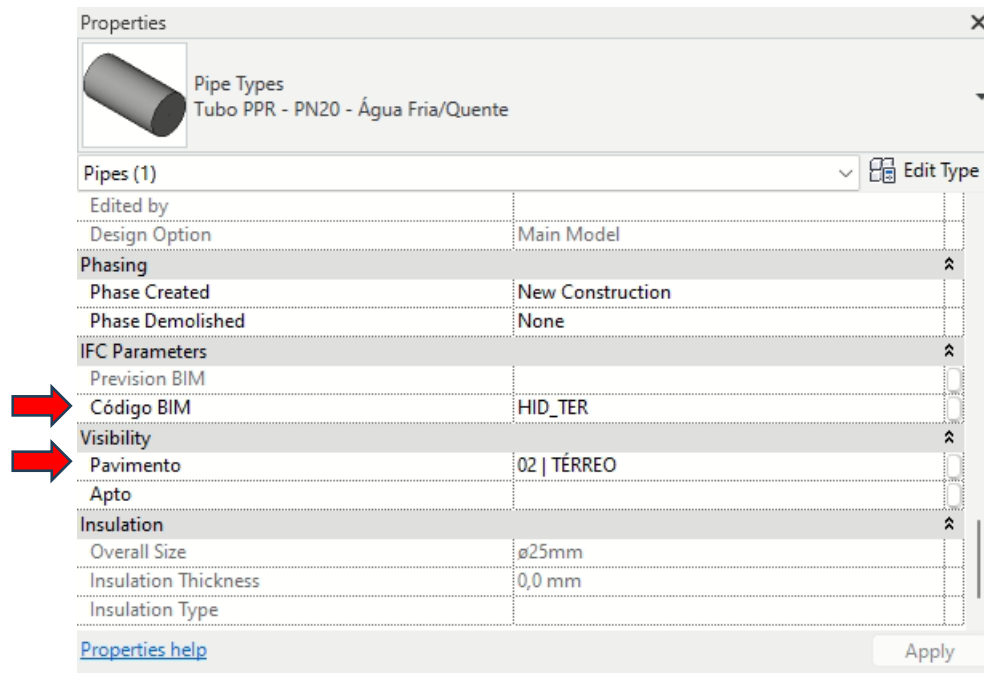 Properties
Pipe Types
Tubo PPR - PN20 - Água Fria/Quente
Pipes (1)
Edit Type
Edited by
Design Option Main Model
Phasing
Phase Created New Construction
Phase Demolished None
IFC Parameters
Prevision BIM
Código BIM HID_TER
Visibility
Pavimento 02 | TÉRREO
Apto
Insulation
Overall Size ø25mm
Insulation Thickness 0,0 mm
Insulation Type
Properties help Apply